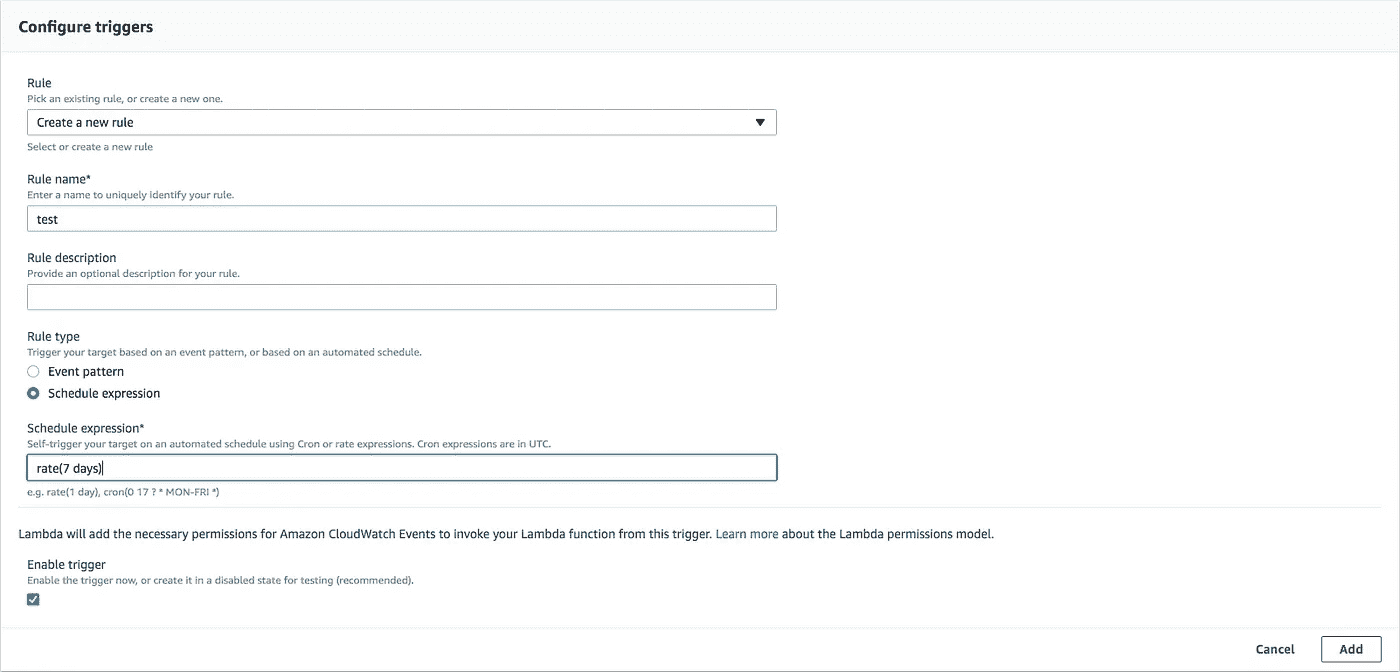 Configure triggers
Rule
Pick an existing rule, or create a new one.
Create a new rule
Select or create a new rule
Rule name*
Enter a name to uniquely identify your rule.
test
Rule description
Provide an optional description for your rule.
Rule type
Trigger your target based on an event pattern, or based on an automated schedule.
Event pattern
Schedule expression
Schedule expression*
Self-trigger your target on an automated schedule using Cron or rate expressions. Cron expressions are in UTC.
rate(7 days)
e.g. rate(1 day), cron(0 17 ? * MON-FRI *)
Lambda will add the necessary permissions for Amazon CloudWatch Events to invoke your Lambda function from this trigger. Learn more about the Lambda permissions model.
Enable trigger
Enable the trigger now, or create it in a disabled state for testing (recommended).
Cancel Add